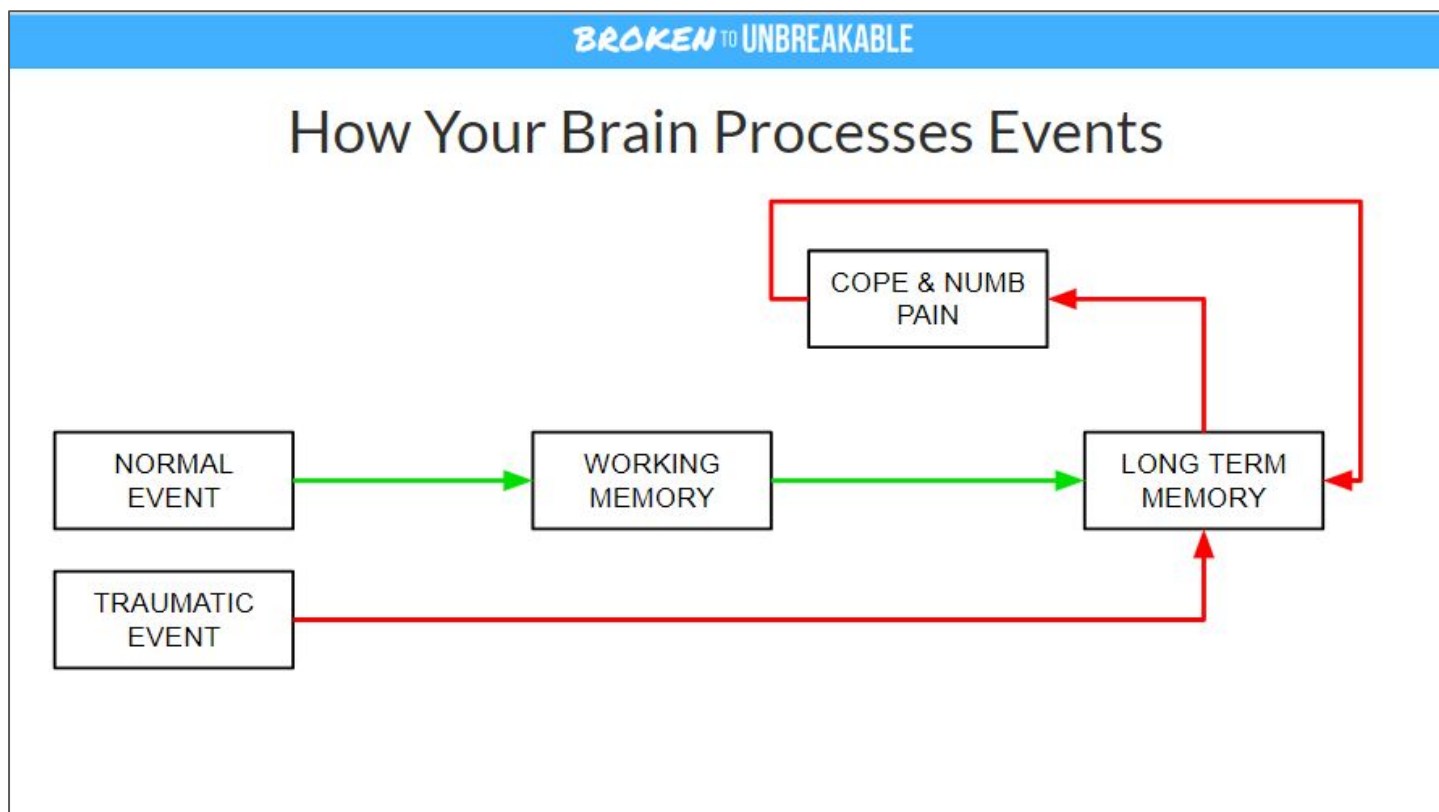 BROKEN TO UNBREAKABLE
How Your Brain Processes Events
COPE & NUMB
PAIN
NORMAL
EVENT
WORKING
MEMORY
LONG TERM
MEMORY
TRAUMATIC
EVENT